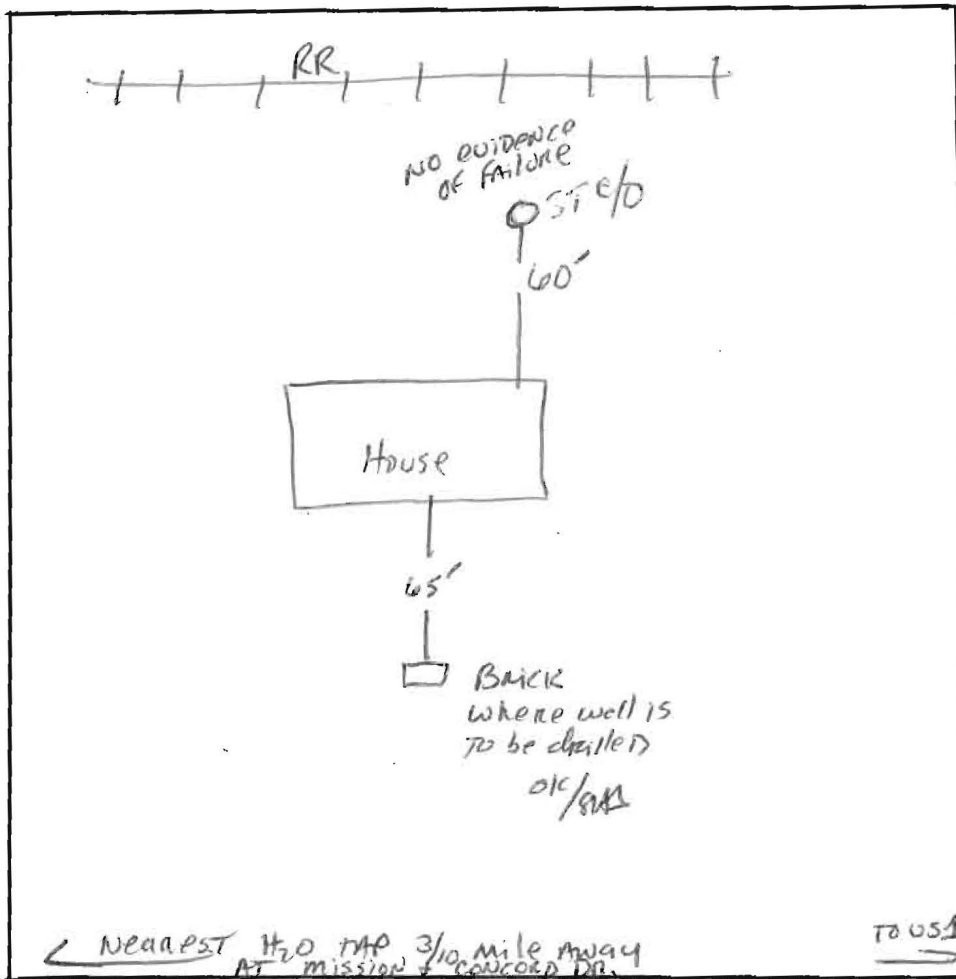 RR
NO EVIDENCE
OF FAILURE
ST C/O
60'
House
65'
BRICK
where well is
TO be drilled
OK/
NEAREST H₂O TAP 3/10 Mile AWAY
AT MISSION & CONCORD DR.
TO US1